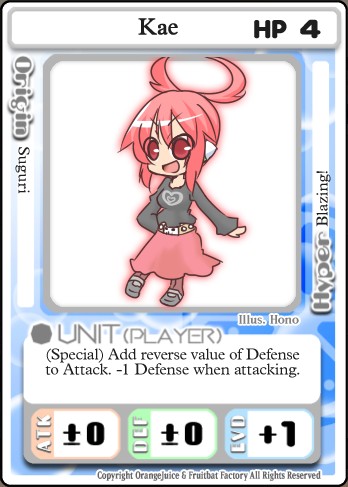 Kae
HP 4
Origin
Suguri
Hyper
Blazing!
Illus. Hono
UNIT(PLAYER)
(Special) Add reverse value of Defense
to Attack. -1 Defense when attacking.
ATK ±0
DEF ±0
EVD +1
Copyright Orangejuice & Fruitbat Factory All Rights Reserved